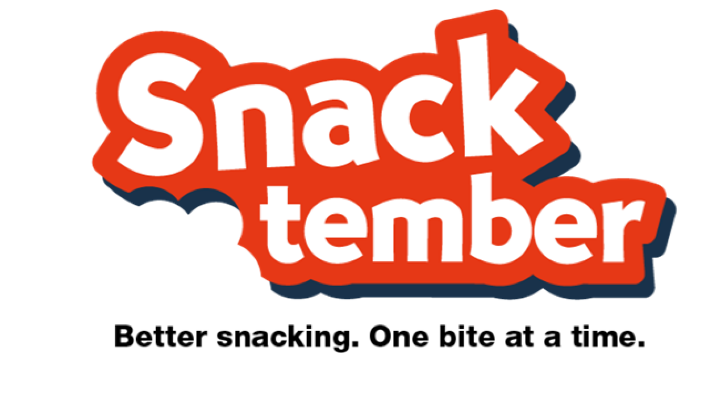 Snack
tember
Better snacking. One bite at a time.